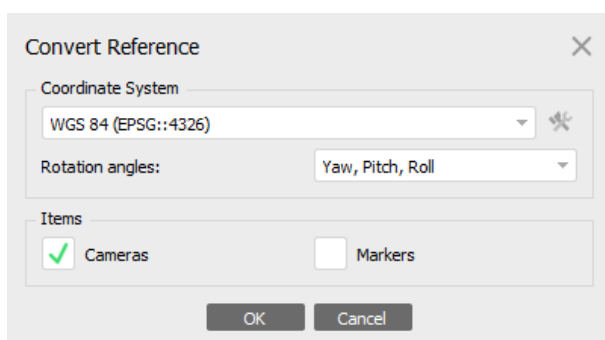 Convert Reference
Coordinate System
WGS 84 (EPSG::4326)
Rotation angles: Yaw, Pitch, Roll
Items
Cameras Markers
OK Cancel